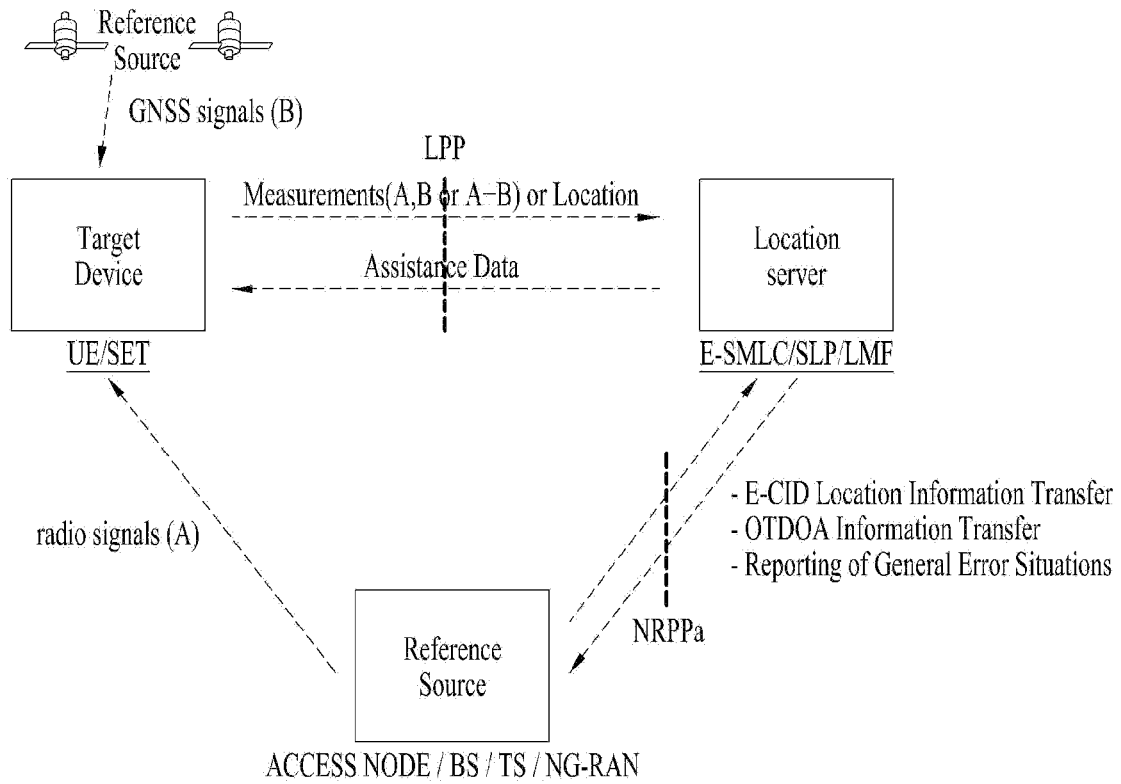 Reference
Source
GNSS signals (B)
LPP
Measurements(A,B or A-B) or Location
Target
Device
Location
server
Assistance Data
UE/SET
E-SMLC/SLP/LMF
radio signals (A)
- E-CID Location Information Transfer
- OTDOA Information Transfer
- Reporting of General Error Situations
NRPPa
Reference
Source
ACCESS NODE / BS / TS / NG-RAN